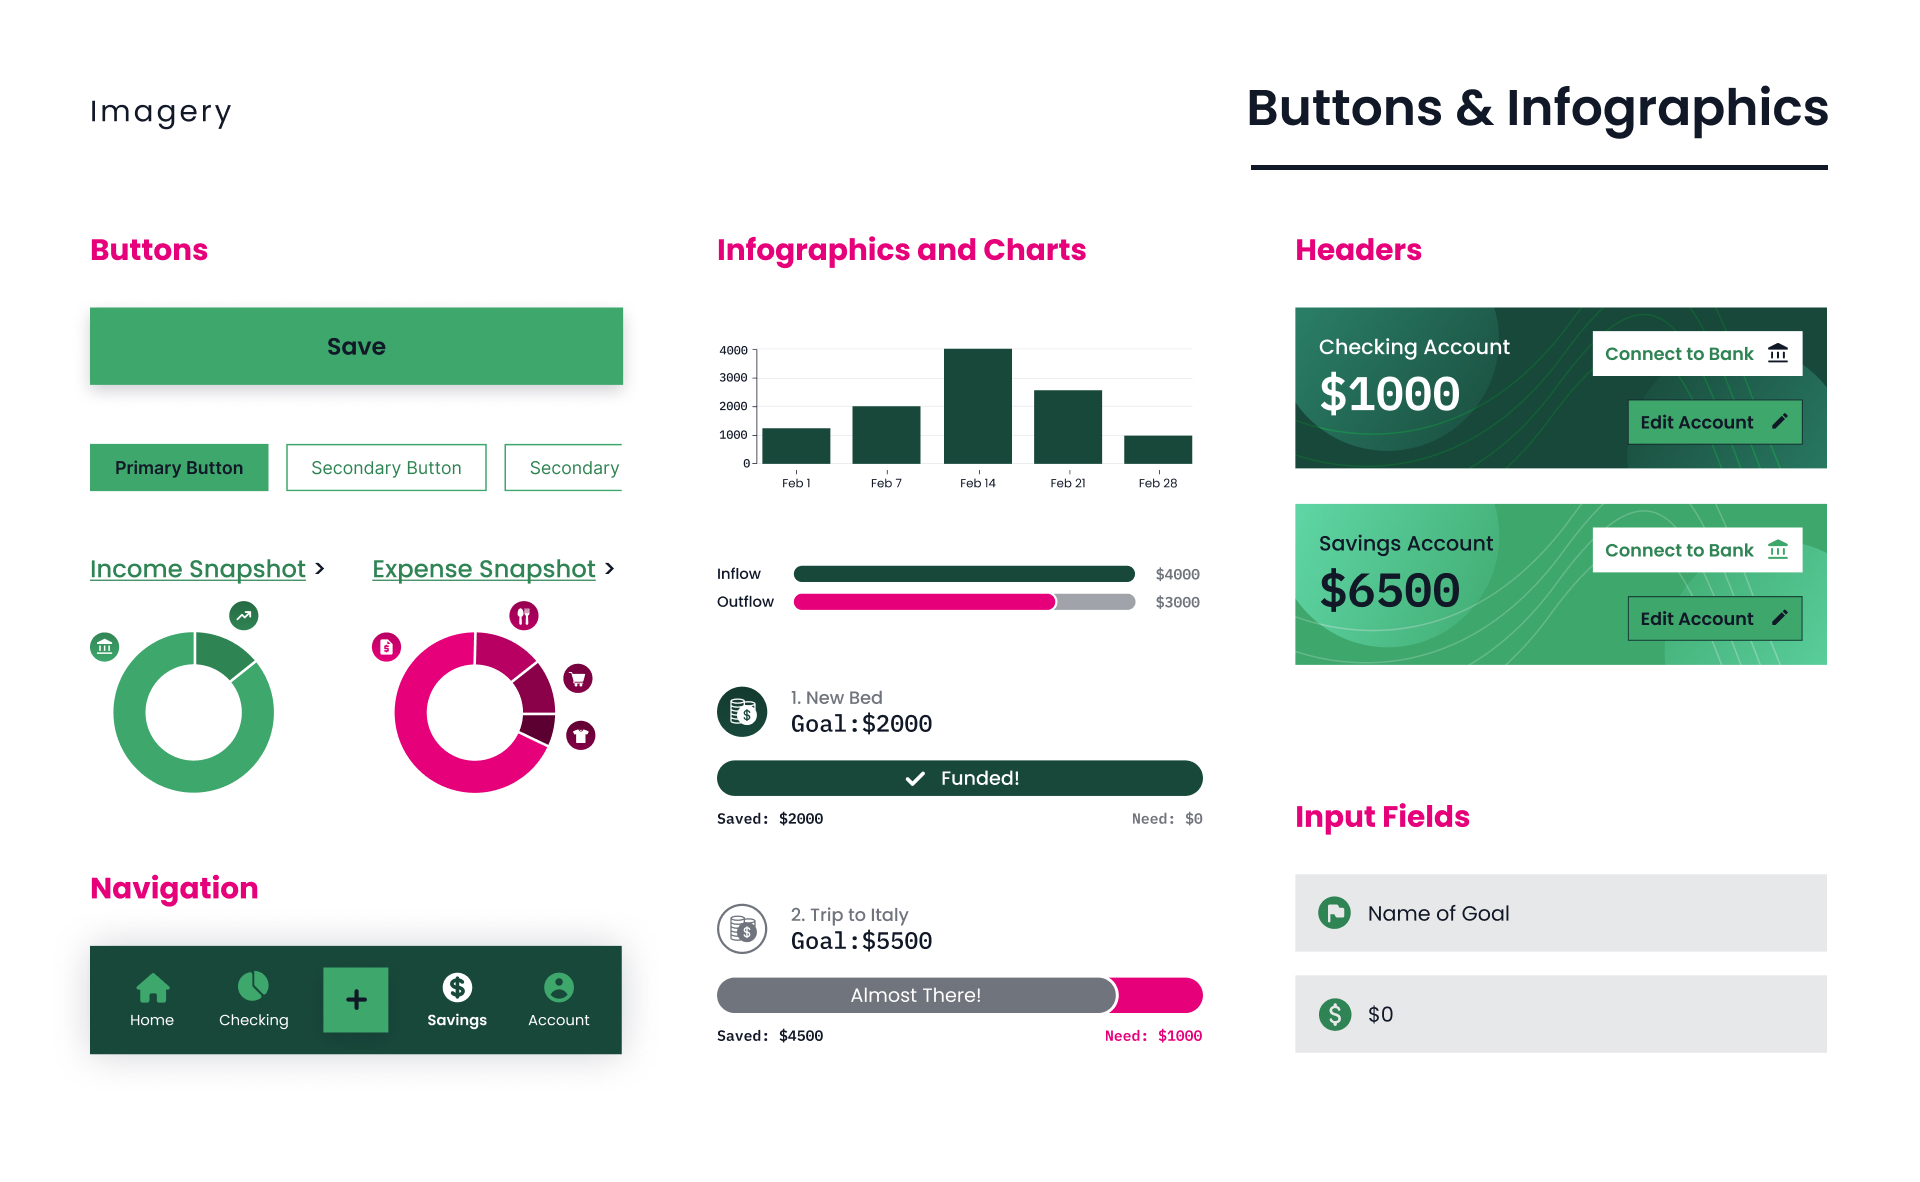 Imagery
Buttons & Infographics
Buttons
Save
Primary Button
Secondary Button
Secondary
Income Snapshot >
Expense Snapshot >
Navigation
Home
Checking
+
Savings
Account
Infographics and Charts
4000
3000
2000
1000
0
Feb 1
Feb 7
Feb 14
Feb 21
Feb 28
Inflow
$4000
Outflow
$3000
1. New Bed
Goal:$2000
Funded!
Saved: $2000
Need: $0
2. Trip to Italy
Goal:$5500
Almost There!
Saved: $4500
Need: $1000
Headers
Checking Account
$1000
Connect to Bank
Edit Account
Savings Account
$6500
Connect to Bank
Edit Account
Input Fields
Name of Goal
$0